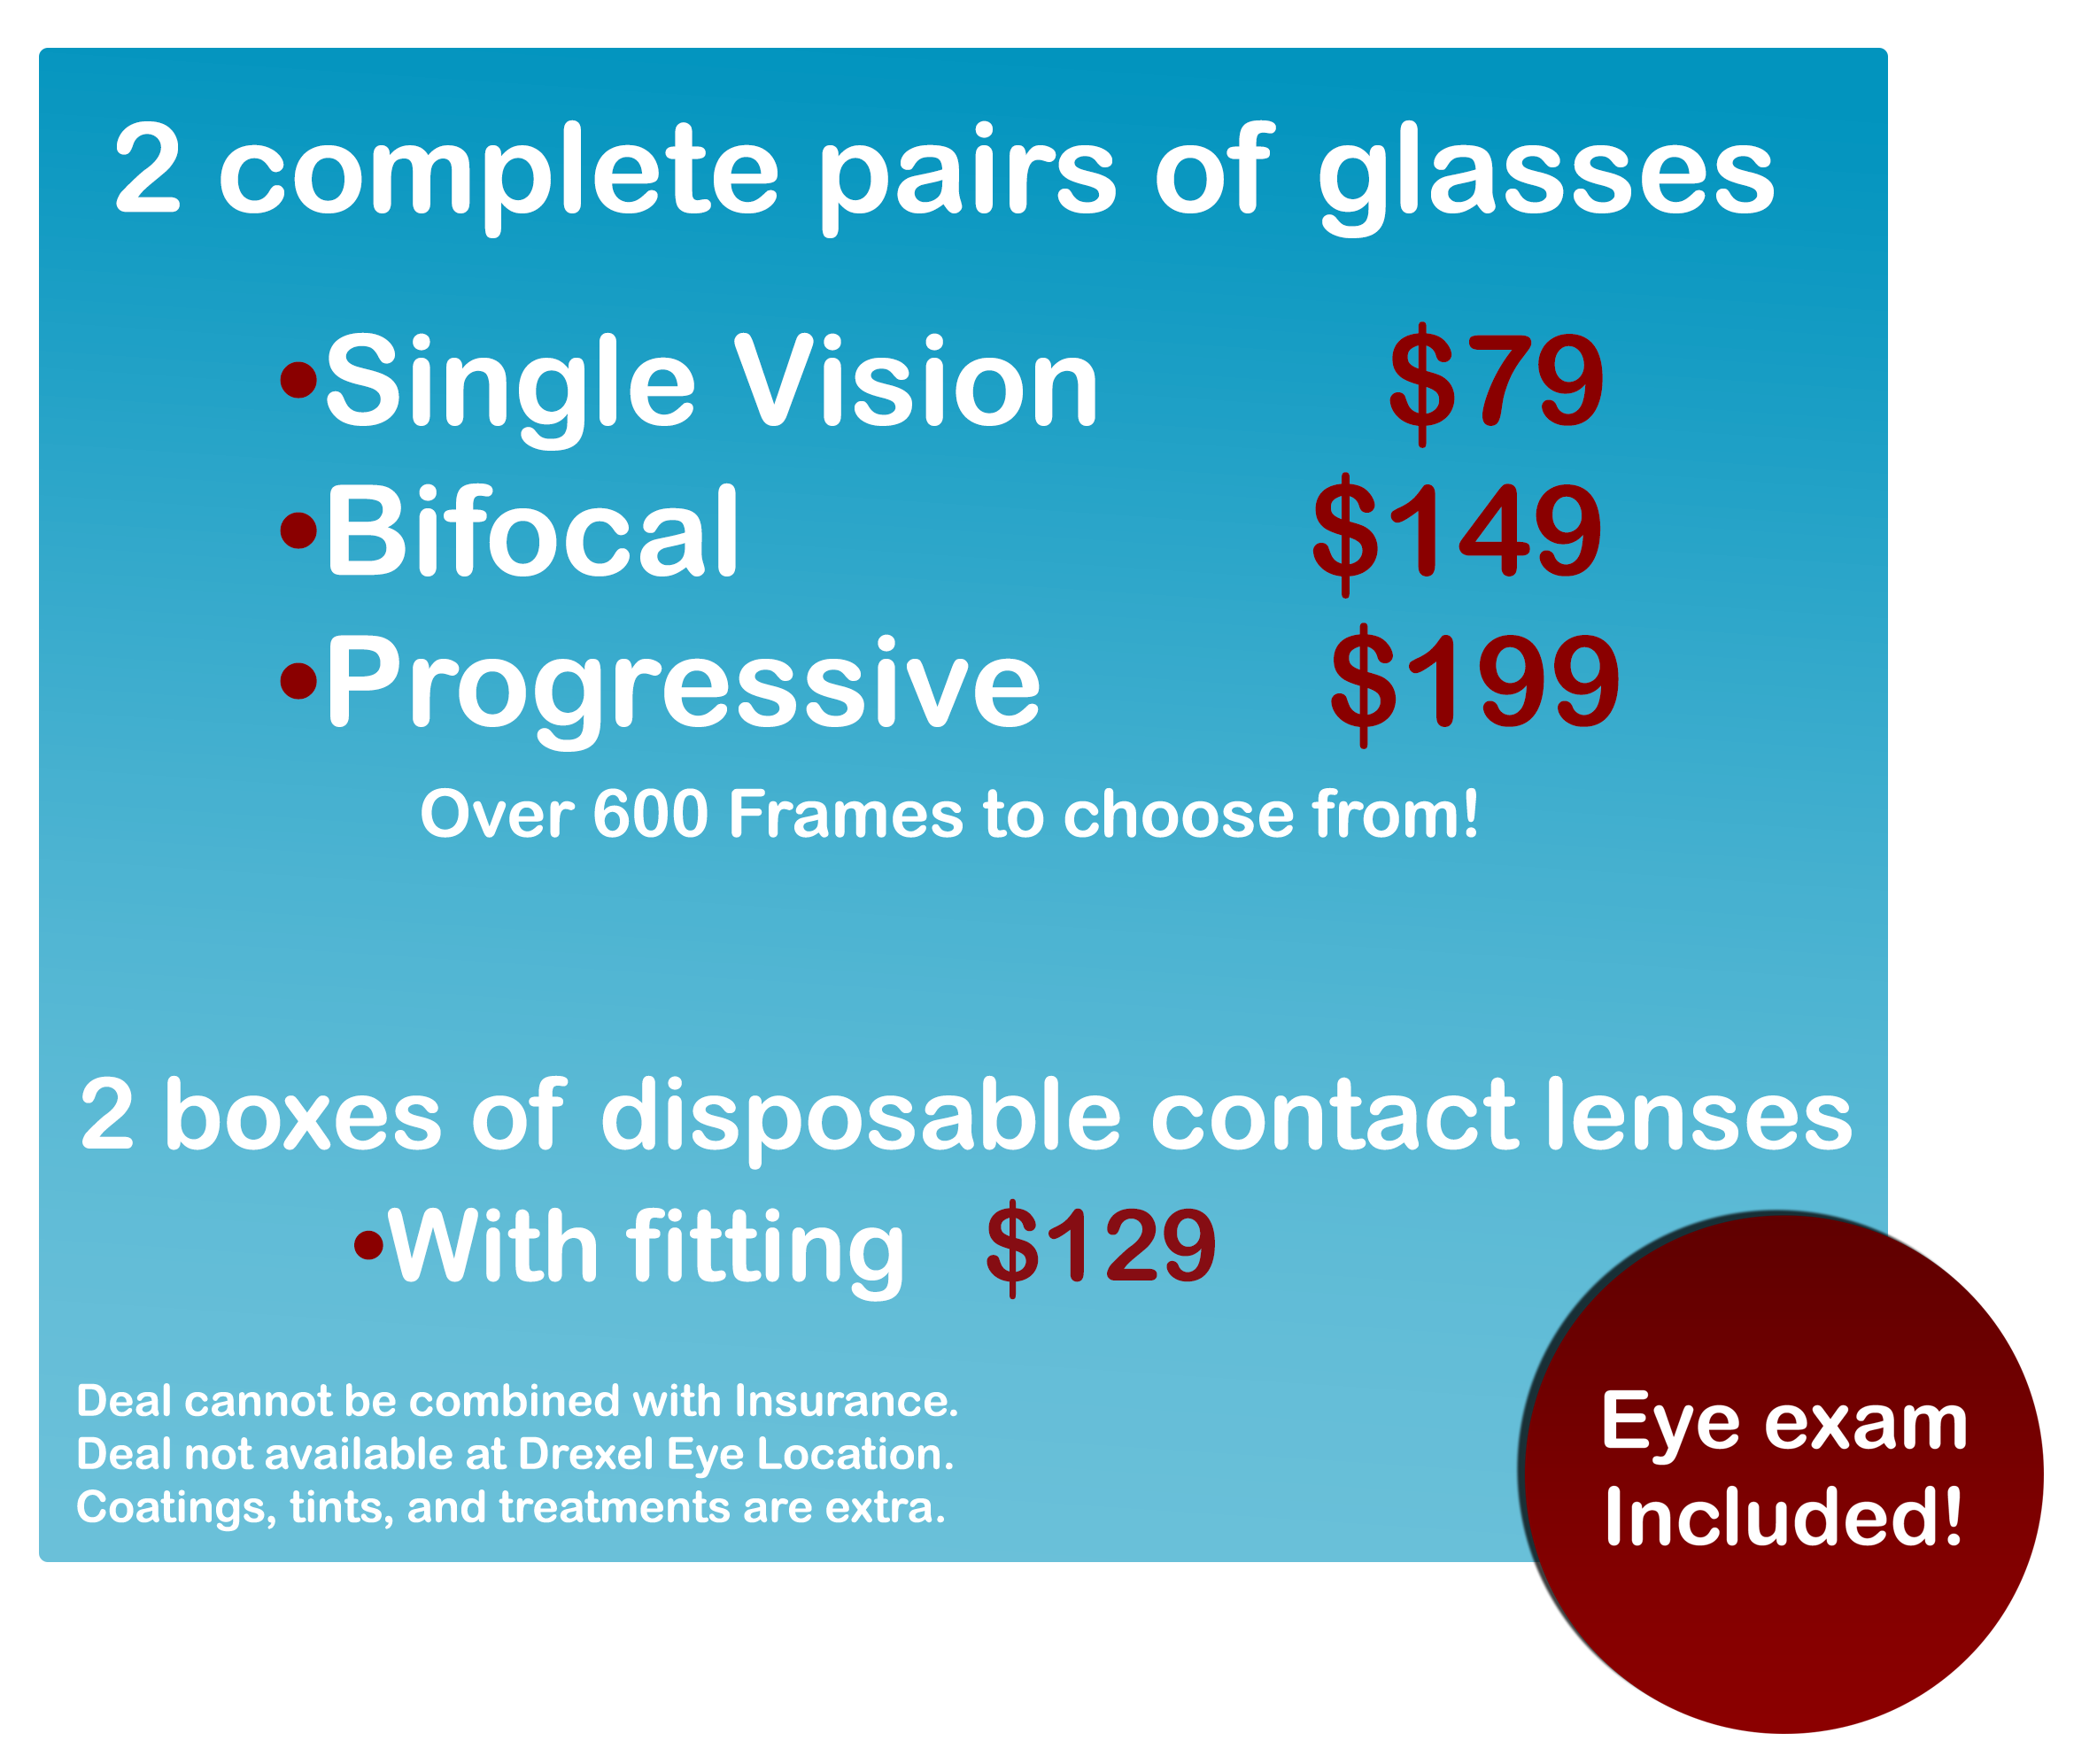 2 complete pairs of glasses
•Single Vision $79
•Bifocal $149
•Progressive $199
Over 600 Frames to choose from!
2 boxes of disposable contact lenses
•With fitting $129
Deal cannot be combined with Insurance.
Deal not available at Drexel Eye Location.
Coatings, tints, and treatments are extra.
Eye exam
Included!